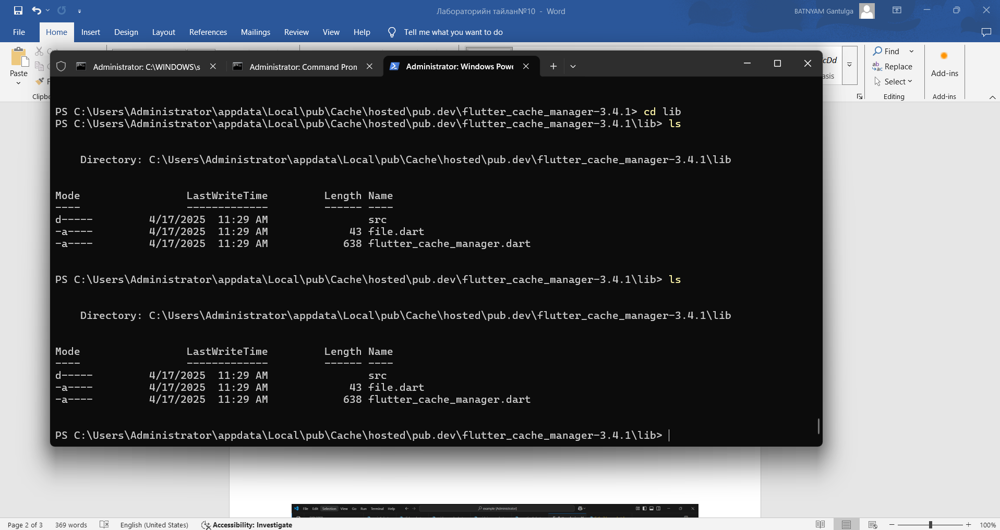 Лабораторийн тайлан№10 - Word
BATNYAM Gantulga
File Home Insert Design Layout References Mailings Review View Help Tell me what you want to do
Paste
Find
Replace
Select
Editing
Add-ins
Add-ins
Administrator: C:\WINDOWS\s
Administrator: Command Pron
Administrator: Windows Powe
PS C:\Users\Administrator\appdata\Local\pub\Cache\hosted\pub.dev\flutter_cache_manager-3.4.1> cd lib
PS C:\Users\Administrator\appdata\Local\pub\Cache\hosted\pub.dev\flutter_cache_manager-3.4.1\lib> ls
Directory: C:\Users\Administrator\appdata\Local\pub\Cache\hosted\pub.dev\flutter_cache_manager-3.4.1\lib
Mode LastWriteTime Length Name
---- ------------- ------ ----
d----- 4/17/2025 11:29 AM src
-a---- 4/17/2025 11:29 AM 43 file.dart
-a---- 4/17/2025 11:29 AM 638 flutter_cache_manager.dart
PS C:\Users\Administrator\appdata\Local\pub\Cache\hosted\pub.dev\flutter_cache_manager-3.4.1\lib> ls
Directory: C:\Users\Administrator\appdata\Local\pub\Cache\hosted\pub.dev\flutter_cache_manager-3.4.1\lib
Mode LastWriteTime Length Name
---- ------------- ------ ----
d----- 4/17/2025 11:29 AM src
-a---- 4/17/2025 11:29 AM 43 file.dart
-a---- 4/17/2025 11:29 AM 638 flutter_cache_manager.dart
PS C:\Users\Administrator\appdata\Local\pub\Cache\hosted\pub.dev\flutter_cache_manager-3.4.1\lib>
File Edit Selection View Go Run Terminal Help example [Administrator]
Page 2 of 3 369 words English (United States) Accessibility: Investigate 100%